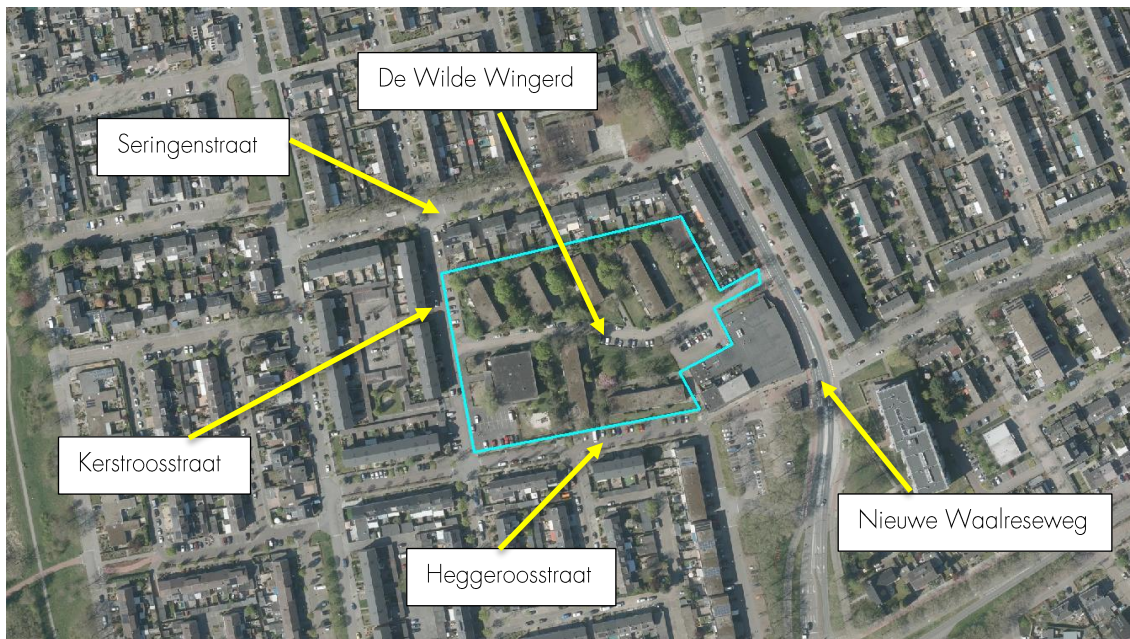 De Wilde Wingerd
Seringenstraat
Kerstroosstraat
Nieuwe Waalreseweg
Heggeroosstraat